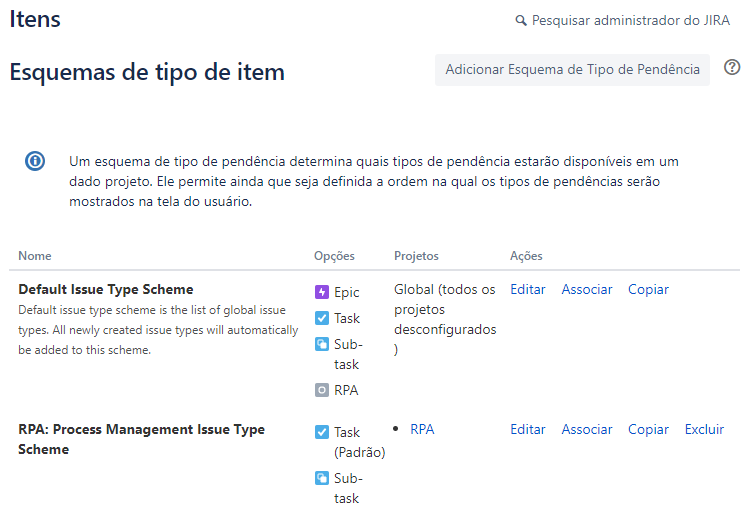 Itens
Pesquisar administrador do JIRA
Esquemas de tipo de item
Adicionar Esquema de Tipo de Pendência
?
Um esquema de tipo de pendência determina quais tipos de pendência estarão disponíveis em um
dado projeto. Ele permite ainda que seja definida a ordem na qual os tipos de pendências serão
mostrados na tela do usuário.
Nome
Opções
Projetos
Ações
Default Issue Type Scheme
Default issue type scheme is the list of global issue
types. All newly created issue types will automatically
be added to this scheme.
Epic
Task
Sub-
task
RPA
Global (todos os
projetos
desconfigurados
)
Editar
Associar
Copiar
RPA: Process Management Issue Type
Scheme
Task
(Padrão)
Sub-
task
• RPA
Editar
Associar
Copiar
Excluir